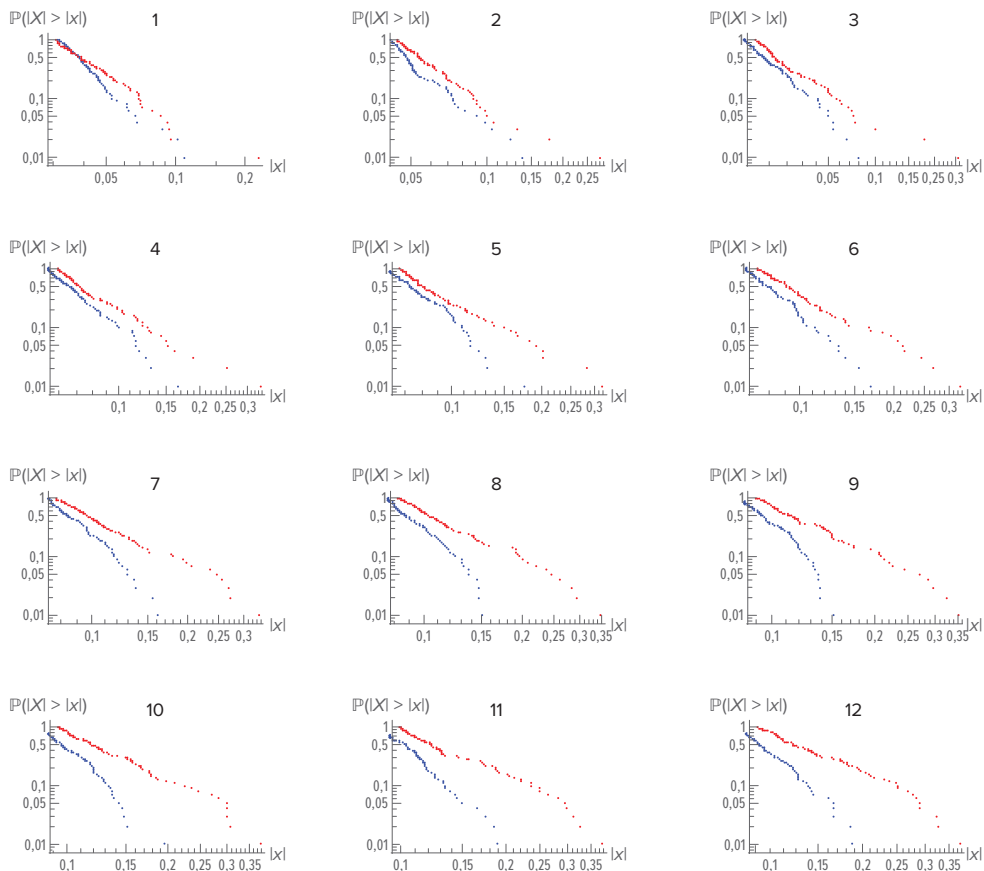 ℙ(|X| > |x|) 1
1
0,5
0,1
0,05
0,01
0,05 0,1 0,2 |x|
ℙ(|X| > |x|) 2
1
0,5
0,1
0,05
0,01
0,05 0,1 0,15 0,2 0,25 |x|
ℙ(|X| > |x|) 3
1
0,5
0,1
0,05
0,01
0,05 0,1 0,15 0,25 0,3 |x|
ℙ(|X| > |x|) 4
1
0,5
0,1
0,05
0,01
0,1 0,15 0,2 0,25 0,3 |x|
ℙ(|X| > |x|) 5
1
0,5
0,1
0,05
0,01
0,1 0,15 0,2 0,25 0,3 |x|
ℙ(|X| > |x|) 6
1
0,5
0,1
0,05
0,01
0,1 0,15 0,2 0,25 0,3 |x|
ℙ(|X| > |x|) 7
1
0,5
0,1
0,05
0,01
0,1 0,15 0,2 0,25 0,3 |x|
ℙ(|X| > |x|) 8
1
0,5
0,1
0,05
0,01
0,1 0,15 0,2 0,25 0,3 0,35 |x|
ℙ(|X| > |x|) 9
1
0,5
0,1
0,05
0,01
0,1 0,15 0,2 0,25 0,3 0,35 |x|
ℙ(|X| > |x|) 10
1
0,5
0,1
0,05
0,01
0,1 0,15 0,2 0,25 0,3 0,35 |x|
ℙ(|X| > |x|) 11
1
0,5
0,1
0,05
0,01
0,1 0,15 0,2 0,25 0,3 0,35 |x|
ℙ(|X| > |x|) 12
1
0,5
0,1
0,05
0,01
0,1 0,15 0,2 0,25 0,3 0,35 |x|